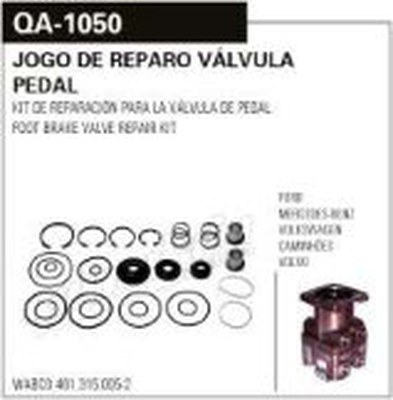 QA-1050
JOGO DE REPARO VÁLVULA
PEDAL
KIT DE REPARACIÓN PARA LA VÁLVULA DE PEDAL
FOOT BRAKE VALVE REPAIR KIT
FORD
MERCEDES-BENZ
VOLKSWAGEN
CAMINHÕES
VOLVO
WABCO 461.315.005-2